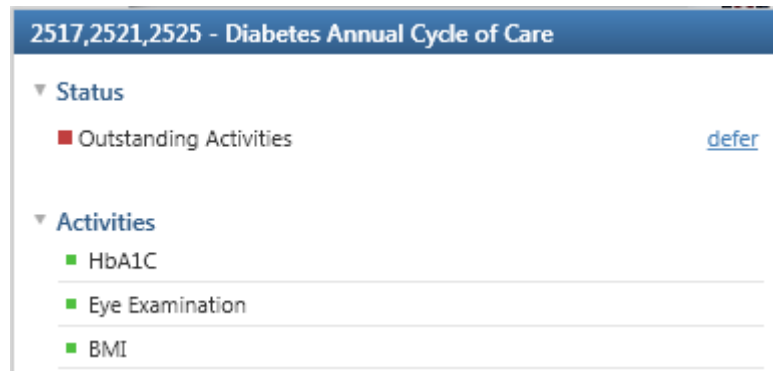 2517,2521,2525 - Diabetes Annual Cycle of Care
Status
Outstanding Activities defer
Activities
HbA1C
Eye Examination
BMI